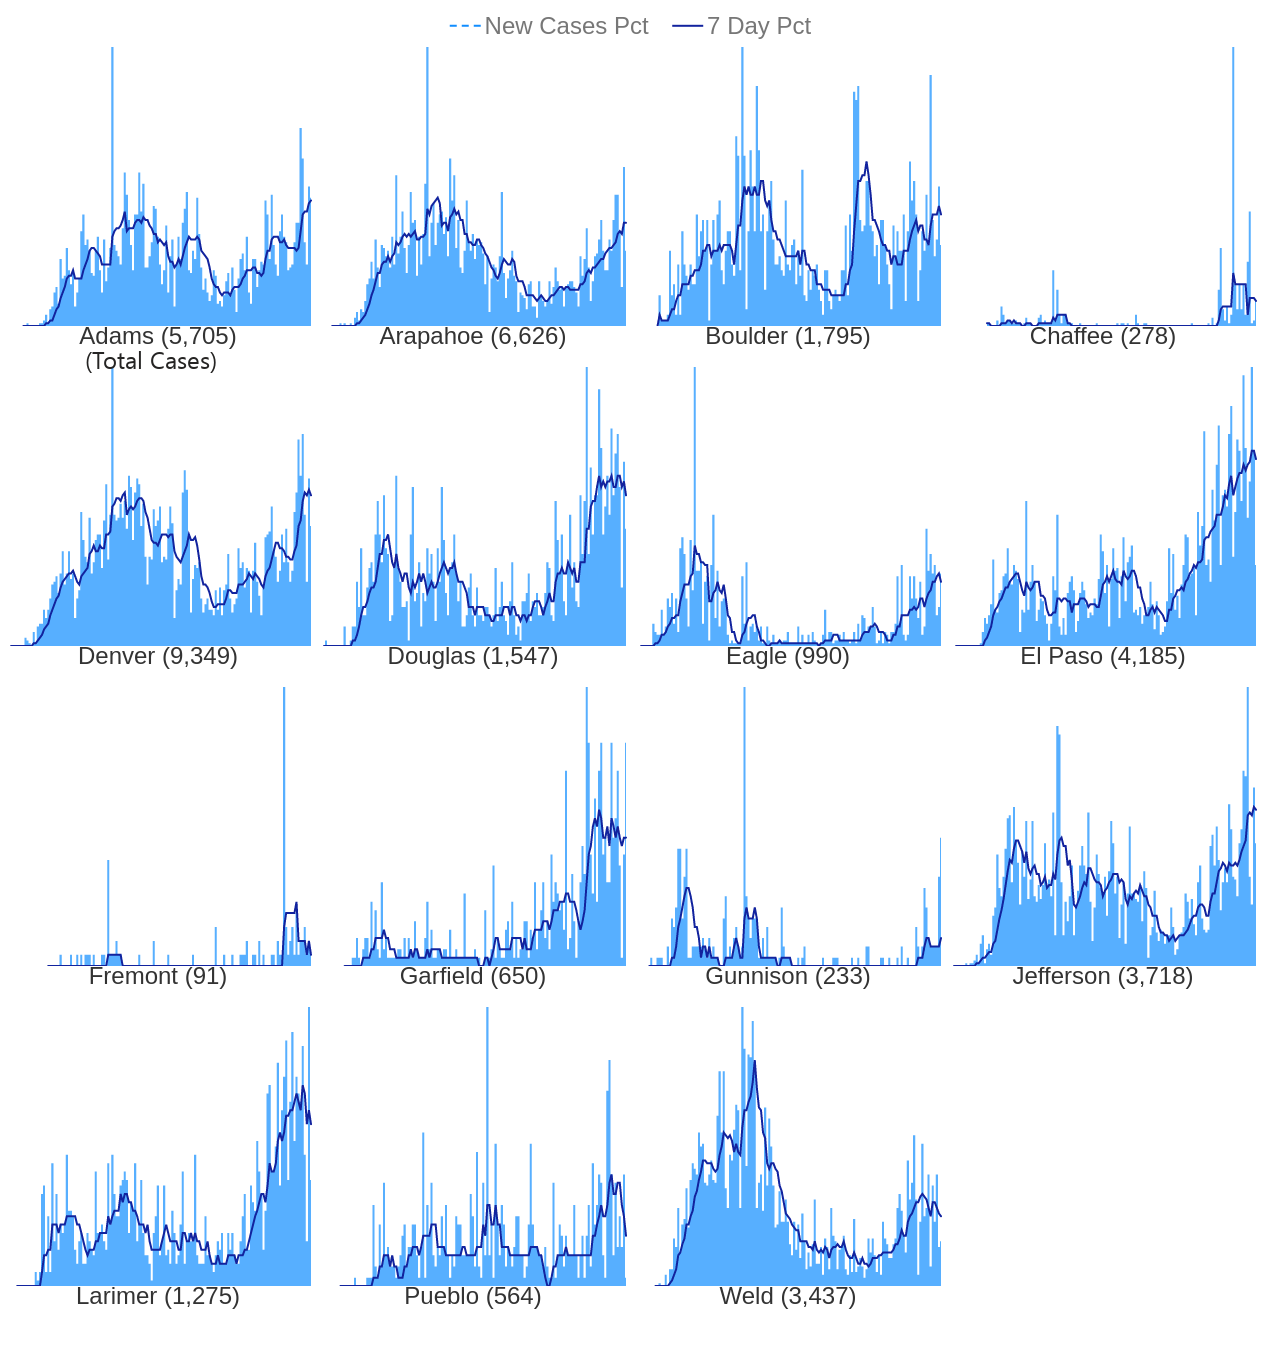 New Cases Pct 7 Day Pct
Adams (5,705) Arapahoe (6,626) Boulder (1,795) Chaffee (278)
(Total Cases)
Denver (9,349) Douglas (1,547) Eagle (990) El Paso (4,185)
Fremont (91) Garfield (650) Gunnison (233) Jefferson (3,718)
Larimer (1,275) Pueblo (564) Weld (3,437)